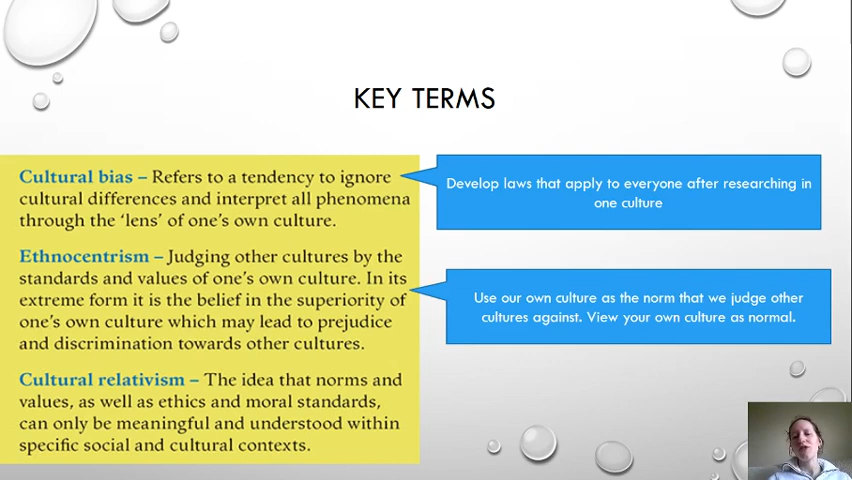 KEY TERMS
Cultural bias – Refers to a tendency to ignore
cultural differences and interpret all phenomena
through the ‘lens’ of one’s own culture.
Develop laws that apply to everyone after researching in
one culture
Ethnocentrism – Judging other cultures by the
standards and values of one’s own culture. In its
extreme form it is the belief in the superiority of
one’s own culture which may lead to prejudice
and discrimination towards other cultures.
Use our own culture as the norm that we judge other
cultures against. View your own culture as normal.
Cultural relativism – The idea that norms and
values, as well as ethics and moral standards,
can only be meaningful and understood within
specific social and cultural contexts.